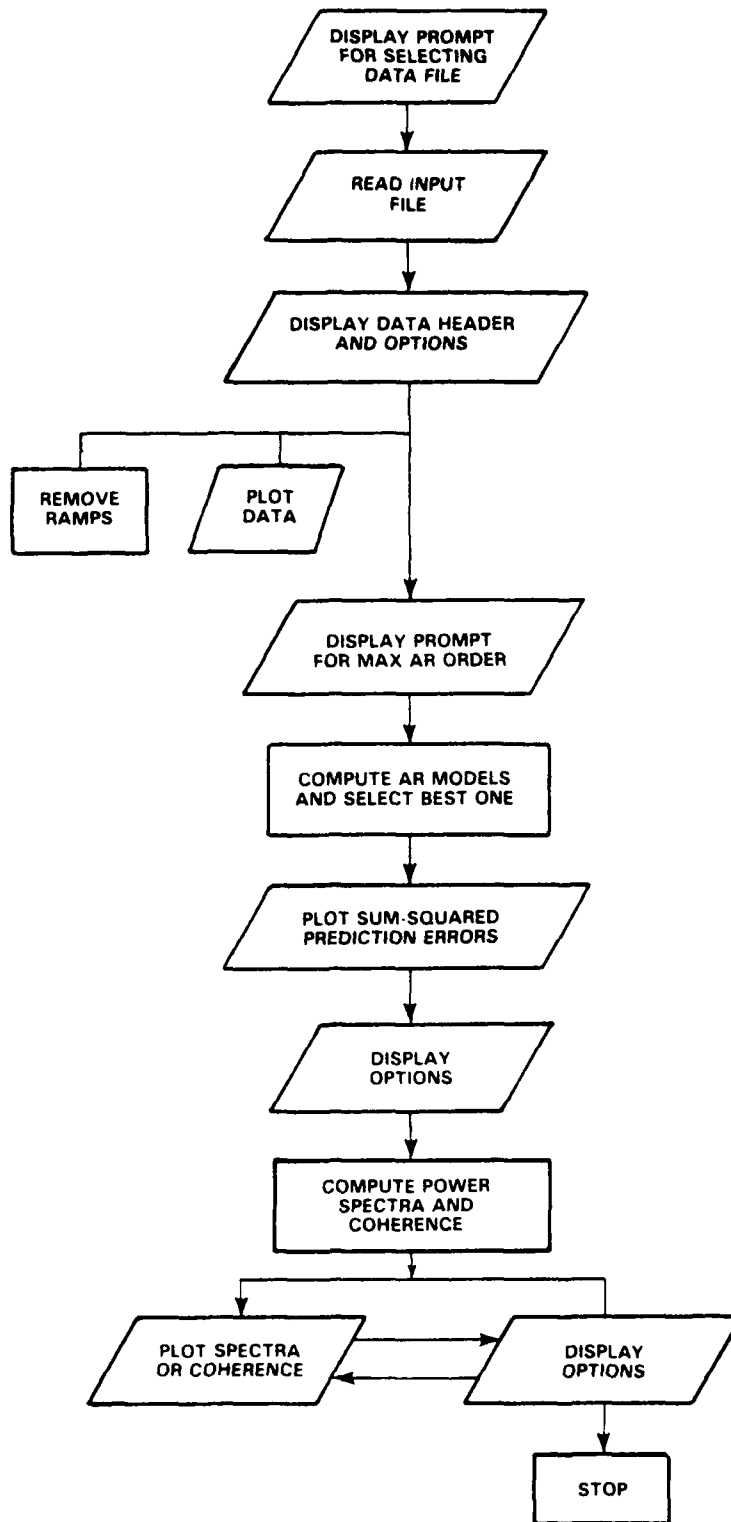 DISPLAY PROMPT
FOR SELECTING
DATA FILE
READ INPUT
FILE
DISPLAY DATA HEADER
AND OPTIONS
REMOVE
RAMPS
PLOT
DATA
DISPLAY PROMPT
FOR MAX AR ORDER
COMPUTE AR MODELS
AND SELECT BEST ONE
PLOT SUM-SQUARED
PREDICTION ERRORS
DISPLAY
OPTIONS
COMPUTE POWER
SPECTRA AND
COHERENCE
PLOT SPECTRA
OR COHERENCE
DISPLAY
OPTIONS
STOP